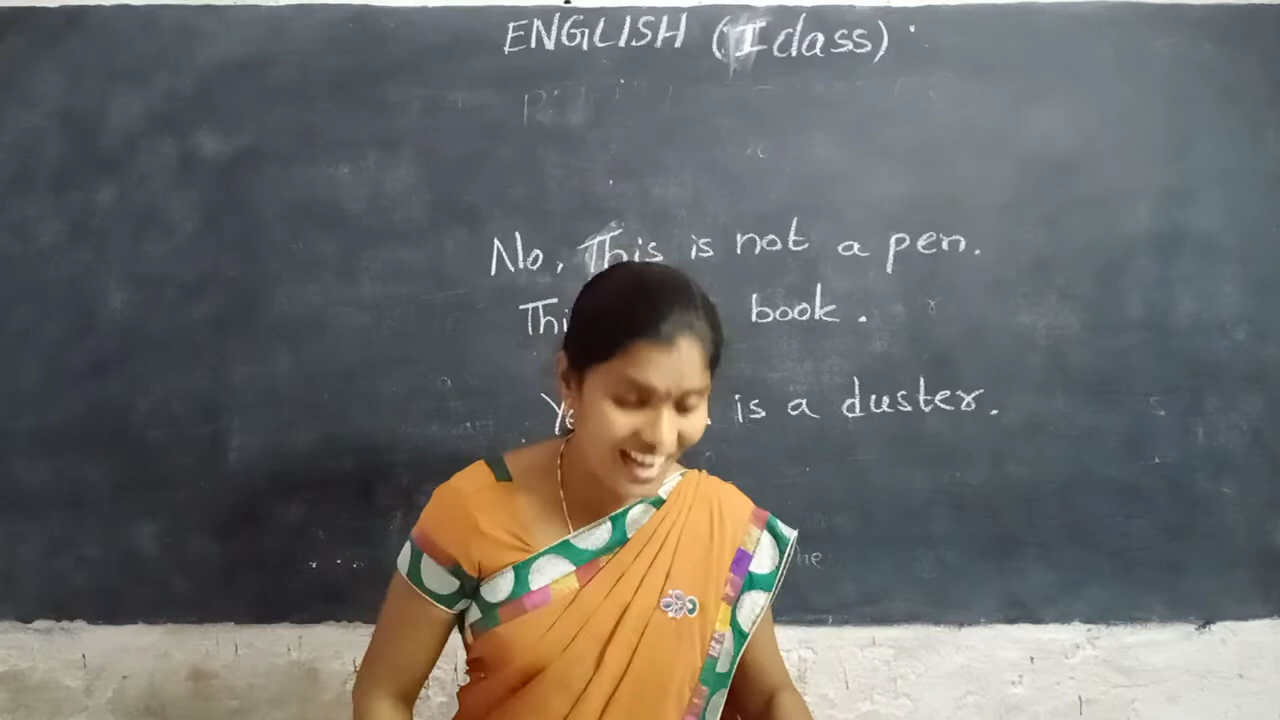 ENGLISH (I class)
No, This is not a pen.
book.
is a duster.